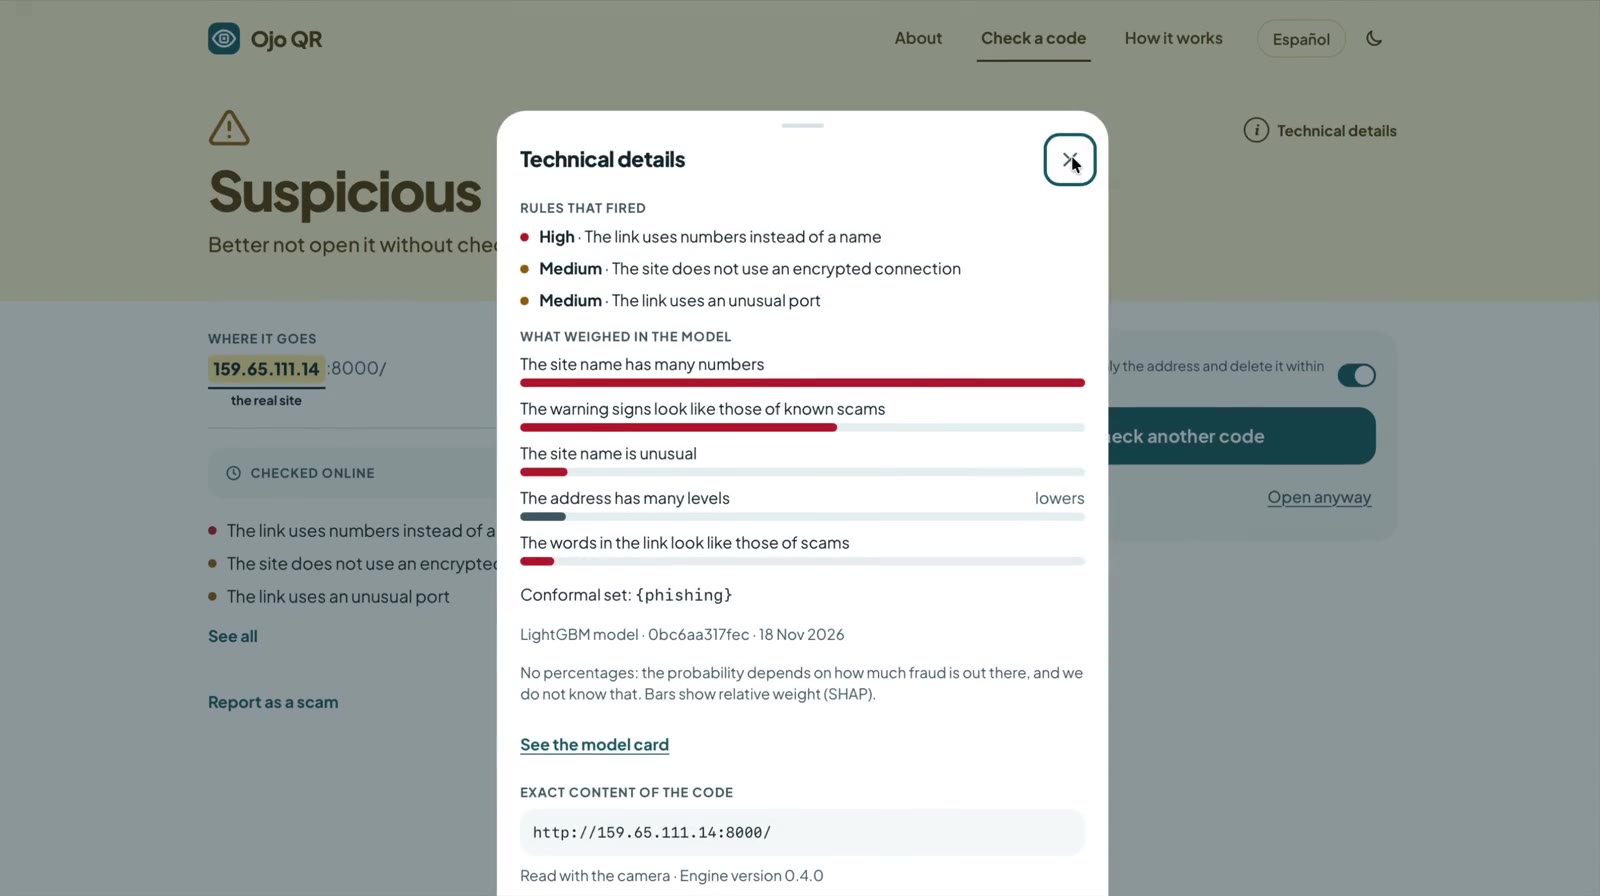 Ojo QR
About
Check a code
How it works
Español
Technical details
Suspicious
Better not open it without
WHERE IT GOES
159.65.111.14:8000/
the real site
CHECKED ONLINE
The link uses numbers instead of a
The site does not use an encrypted
The link uses an unusual port
See all
Report as a scam
Technical details
RULES THAT FIRED
High · The link uses numbers instead of a name
Medium · The site does not use an encrypted connection
Medium · The link uses an unusual port
WHAT WEIGHED IN THE MODEL
The site name has many numbers
The warning signs look like those of known scams
The site name is unusual
The address has many levels
lowers
The words in the link look like those of scams
Conformal set: {phishing}
LightGBM model · 0bc6aa317fec · 18 Nov 2026
No percentages: the probability depends on how much fraud is out there, and we
do not know that. Bars show relative weight (SHAP).
See the model card
EXACT CONTENT OF THE CODE
http://159.65.111.14:8000/
Read with the camera · Engine version 0.4.0
the address and delete it within
another code
Open anyway